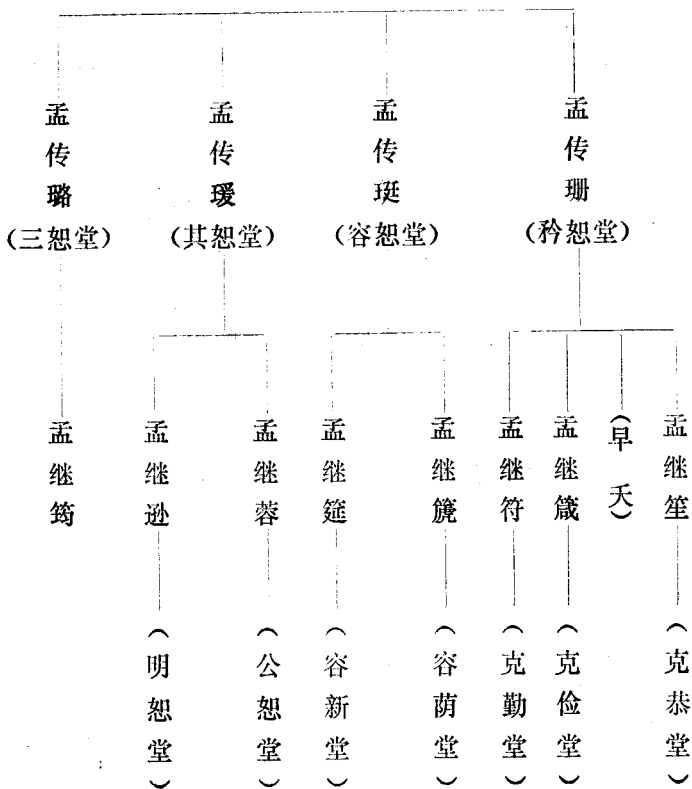 孟传璐
(三恕堂)
孟传瑗
(其恕堂)
孟传珽
(容恕堂)
孟传珊
(矜恕堂)
孟继筠
孟继逊
(明恕堂)
孟继蓉
(公恕堂)
孟继筵
(容新堂)
孟继簏
(容荫堂)
孟继符
(克勤堂)
孟继箴
(克俭堂)
(早夭)
孟继笙
(克恭堂)